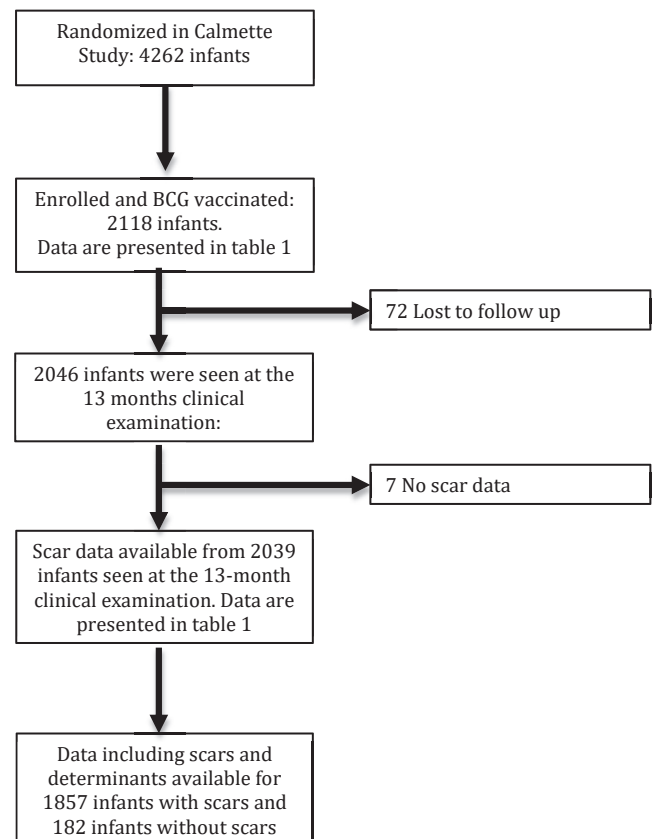 Randomized in Calmette
Study: 4262 infants
Enrolled and BCG vaccinated:
2118 infants.
Data are presented in table 1
72 Lost to follow up
2046 infants were seen at the
13 months clinical
examination:
7 No scar data
Scar data available from 2039
infants seen at the 13-month
clinical examination. Data are
presented in table 1
Data including scars and
determinants available for
1857 infants with scars and
182 infants without scars